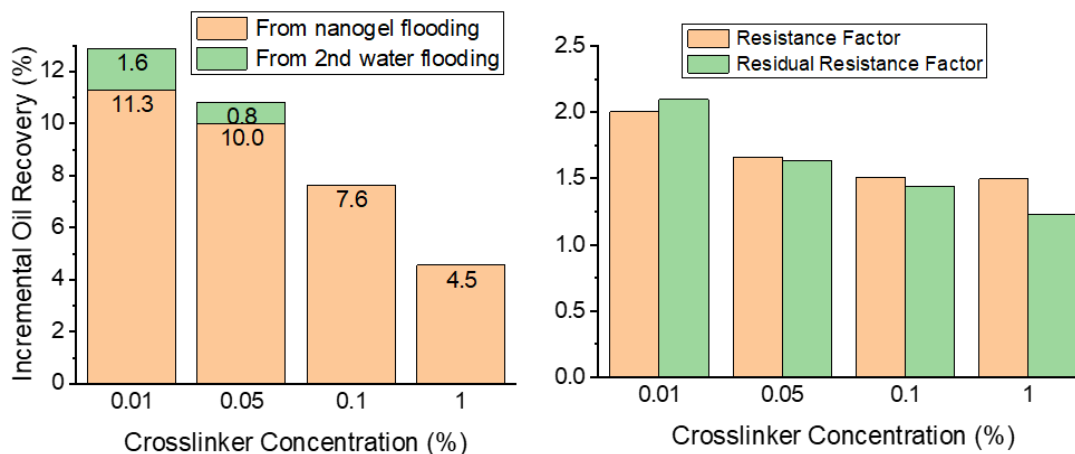 From nanogel flooding
From 2nd water flooding
Incremental Oil Recovery (%)
12
10
8
6
4
2
0
1.6
11.3
0.8
10.0
7.6
4.5
0.01 0.05 0.1 1
Crosslinker Concentration (%)
Resistance Factor
Residual Resistance Factor
2.5
2.0
1.5
1.0
0.5
0.0
0.01 0.05 0.1 1
Crosslinker Concentration (%)